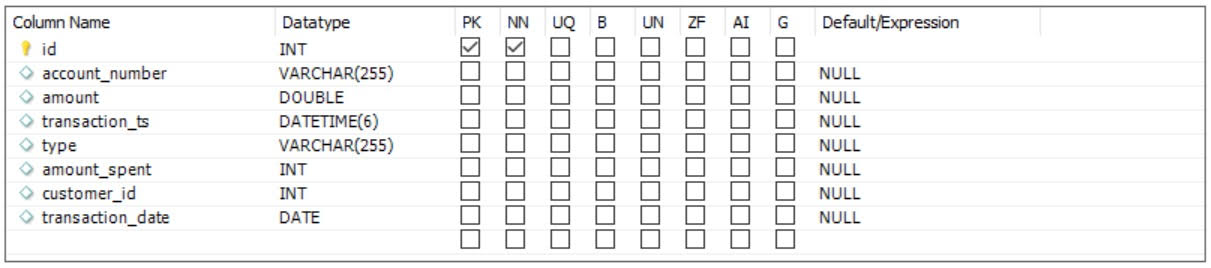 Column Name Datatype PK NN UQ B UN ZF AI G Default/Expression
id INT
account_number VARCHAR(255) NULL
amount DOUBLE NULL
transaction_ts DATETIME(6) NULL
type VARCHAR(255) NULL
amount_spent INT NULL
customer_id INT NULL
transaction_date DATE NULL